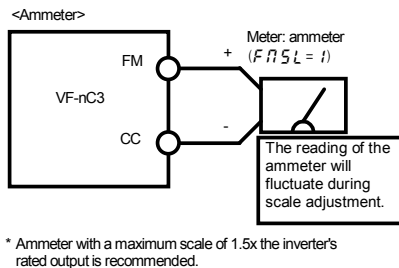 <Ammeter>
Meter: ammeter
(FMSL = 1)
FM
+
VF-nC3
CC
-
The reading of the
ammeter will
fluctuate during
scale adjustment.
* Ammeter with a maximum scale of 1.5x the inverter's
rated output is recommended.